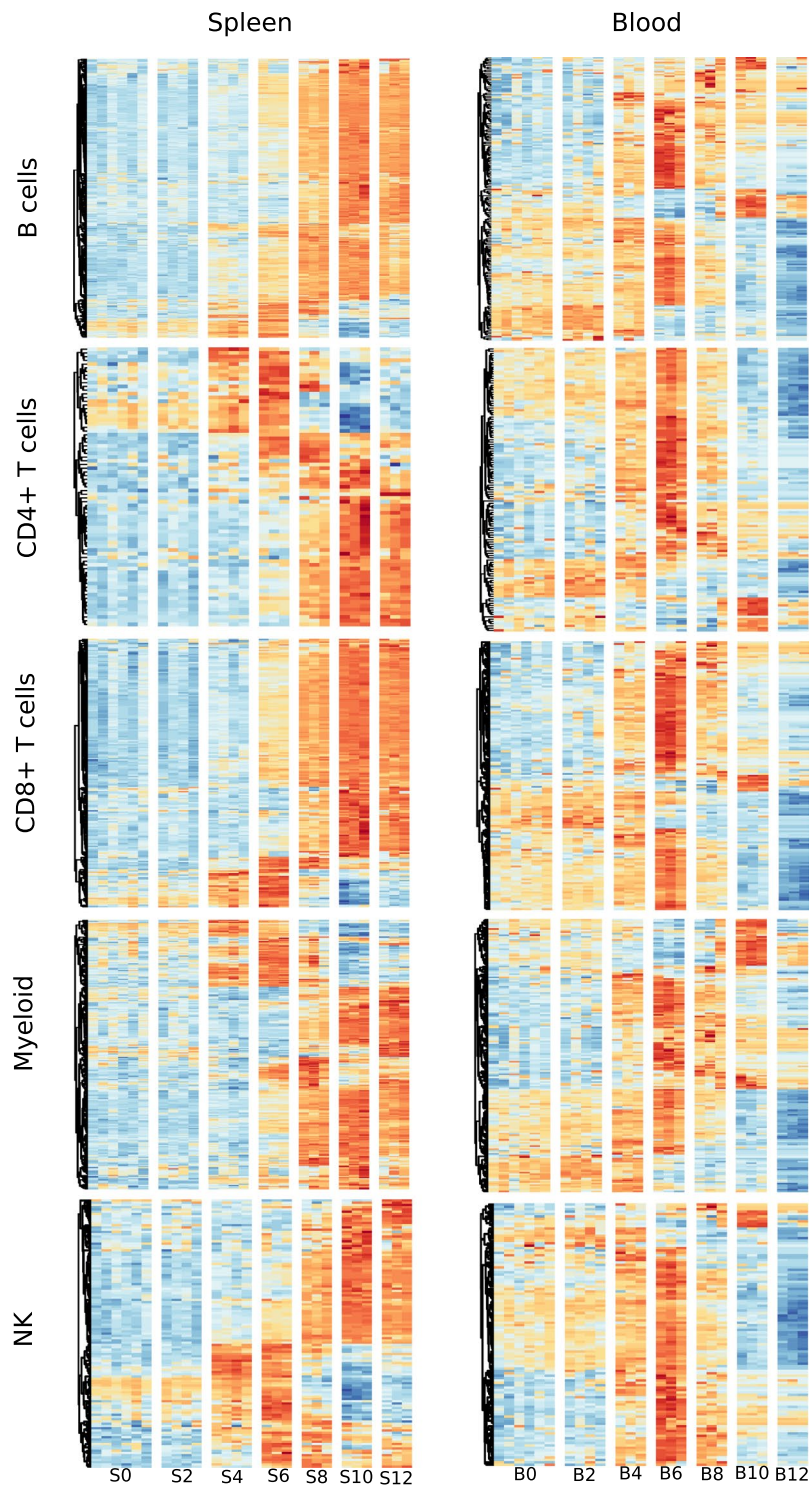 Spleen Blood
B cells
CD4+ T cells
CD8+ T cells
Myeloid
NK
S0 S2 S4 S6 S8 S10 S12 B0 B2 B4 B6 B8 B10 B12